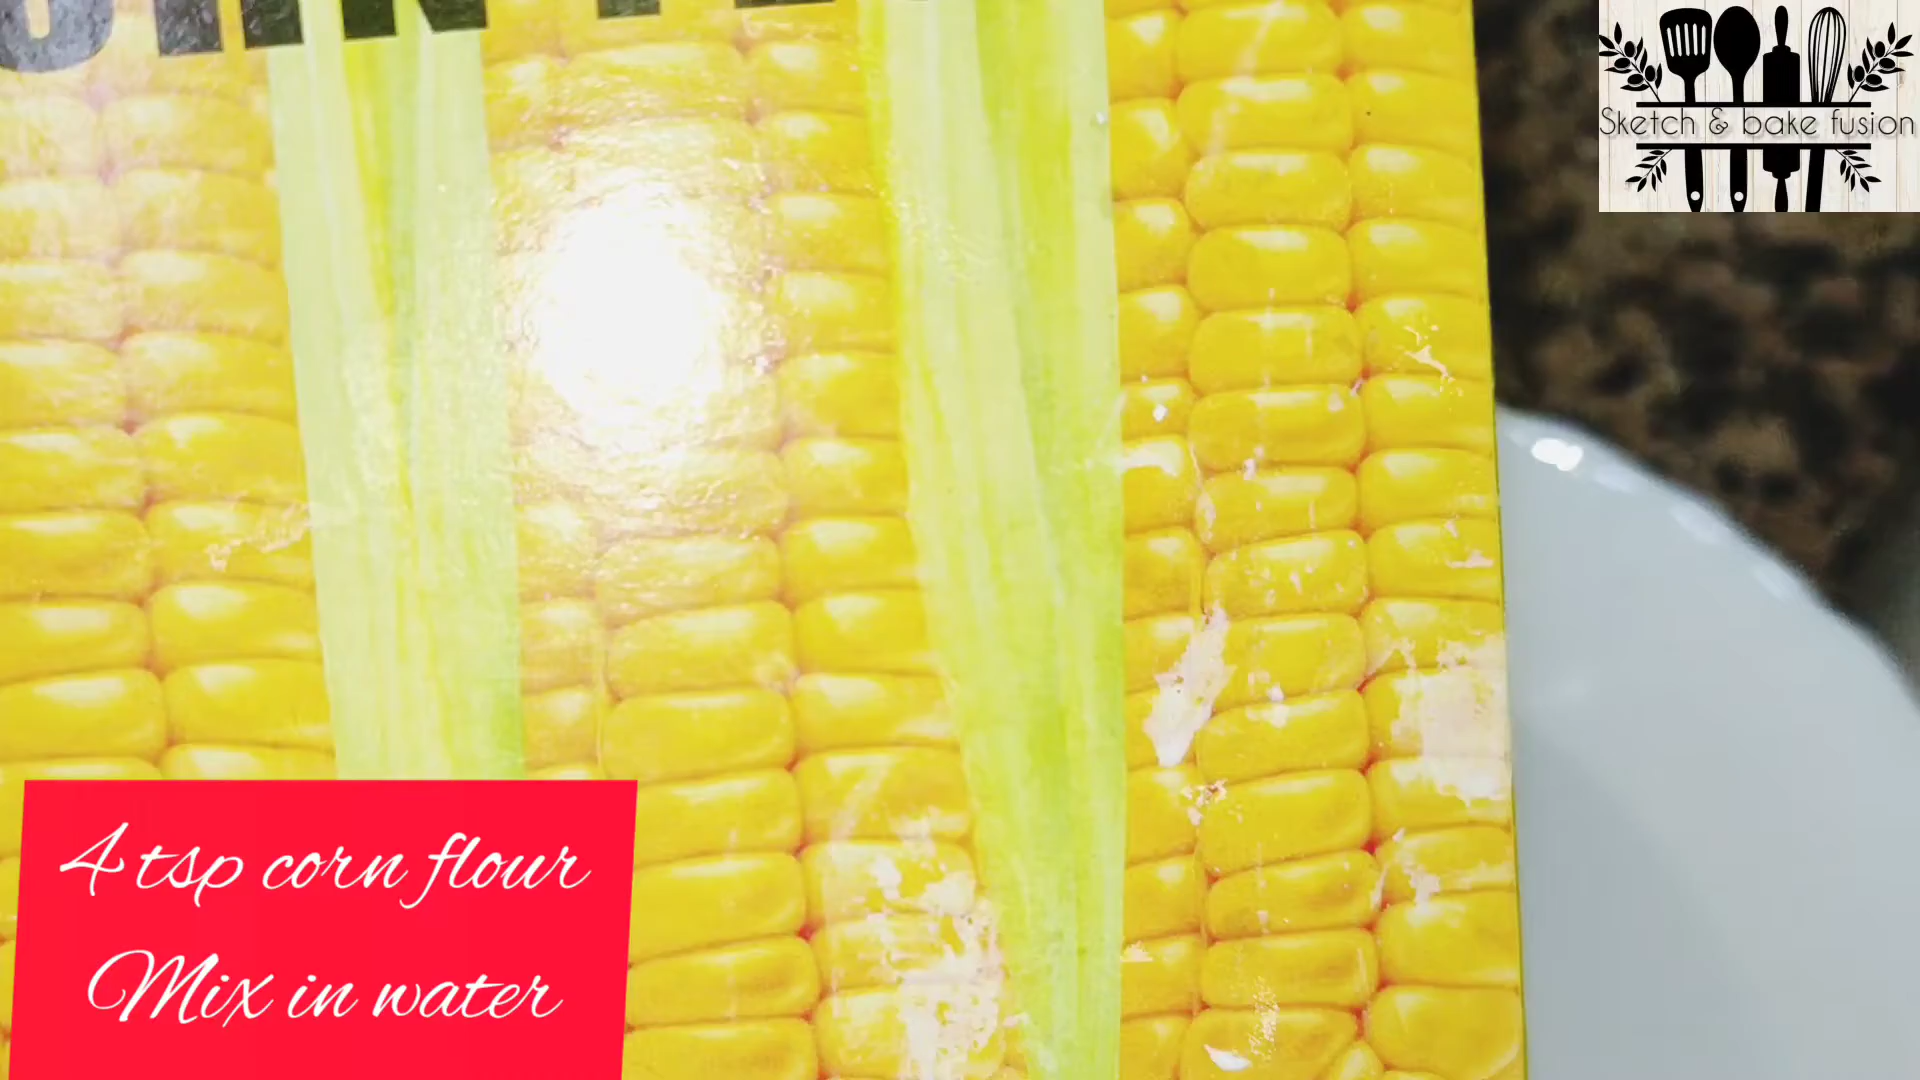 Sketch & bake fusion
4 tsp corn flour
Mix in water